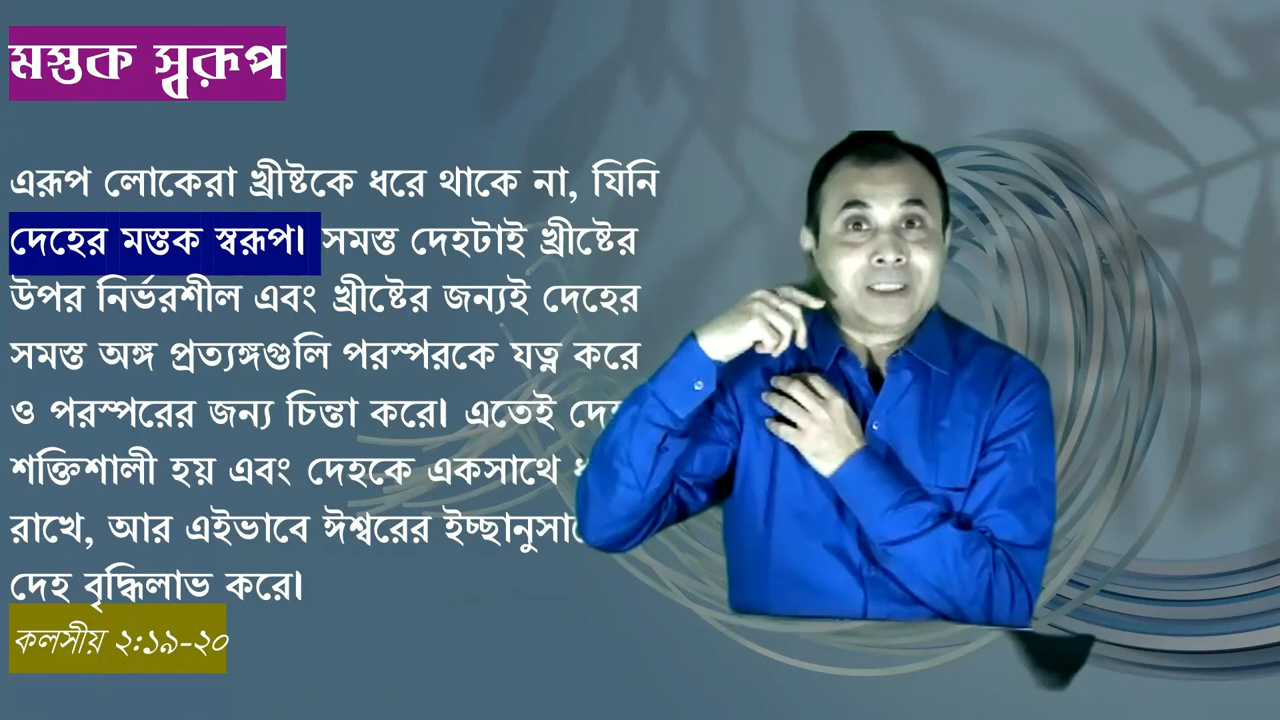 মস্তক স্বরূপ
এরূপ লোকেরা খ্রীষ্টকে ধরে থাকে না, যিনি
দেহের মস্তক স্বরূপ। সমস্ত দেহটাই খ্রীষ্টের
উপর নির্ভরশীল এবং খ্রীষ্টের জন্যই দেহের
সমস্ত অঙ্গ প্রত্যঙ্গগুলি পরস্পরকে যত্ন করে
ও পরস্পরের জন্য চিন্তা করে। এতেই
শক্তিশালী হয় এবং দেহকে একসাথে
রাখে, আর এইভাবে ঈশ্বরের
দেহ বৃদ্ধিলাভ করে।
কলসীয় ২:১৯-২০